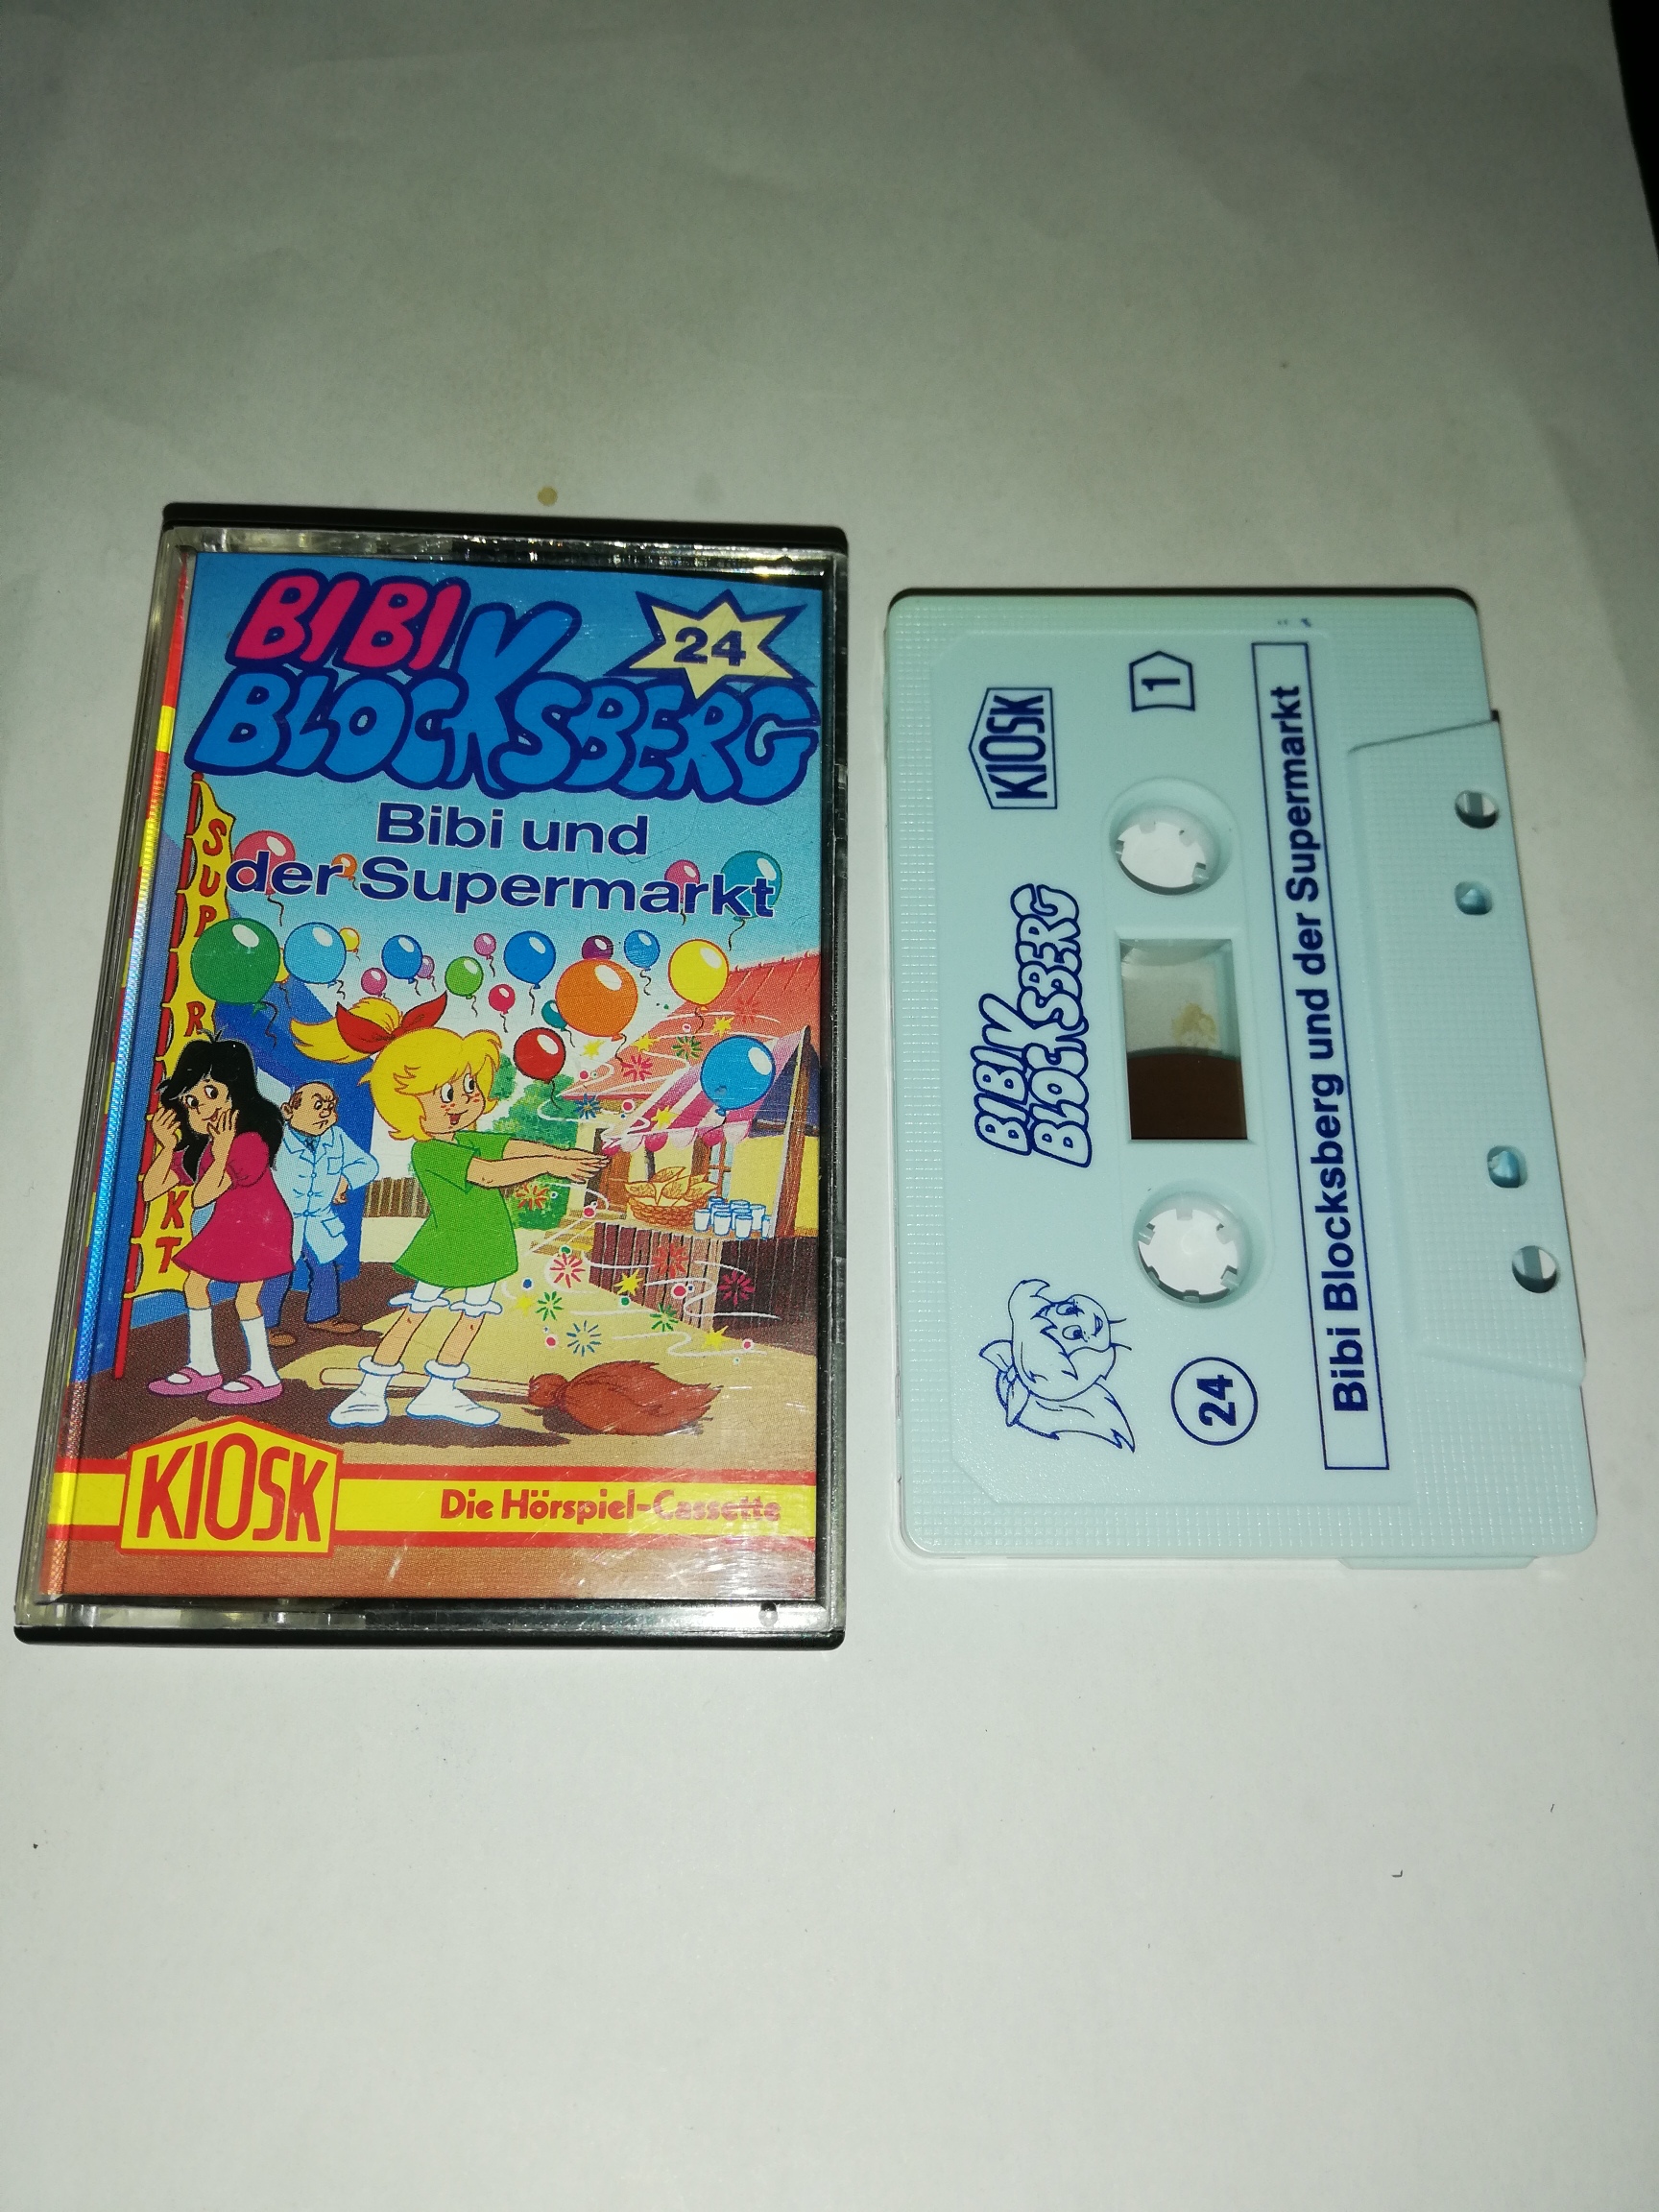 BIBI
BLOCKSBERG
24
Bibi und
der Supermarkt
KIOSK
Die Hörspiel-Cassette
KIOSK
1
BIBI
BLOCKSBERG
24
Bibi Blocksberg und der Supermarkt